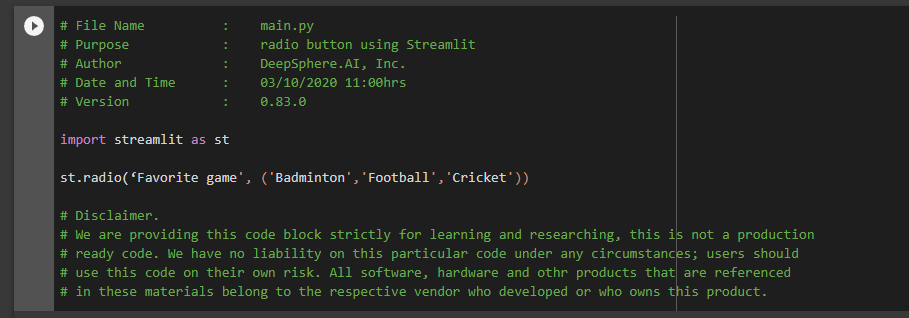 # File Name          :    main.py
# Purpose            :    radio button using Streamlit
# Author             :    DeepSphere.AI, Inc.
# Date and Time      :    03/10/2020 11:00hrs
# Version            :    0.83.0
import streamlit as st
st.radio(‘Favorite game', ('Badminton','Football','Cricket'))
# Disclaimer.
# We are providing this code block strictly for learning and researching, this is not a production
# ready code. We have no liability on this particular code under any circumstances; users should
# use this code on their own risk. All software, hardware and othr products that are referenced
# in these materials belong to the respective vendor who developed or who owns this product.